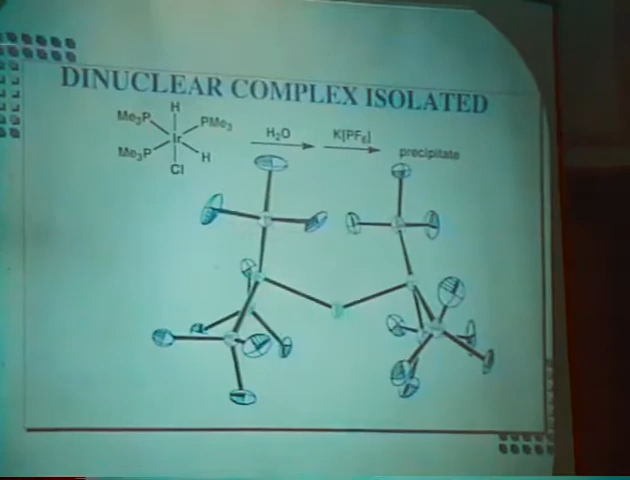 DINUCLEAR COMPLEX ISOLATED
H
Me3P PMe3
Ir
Me3P H
Cl
H2O K[PF6]
precipitate